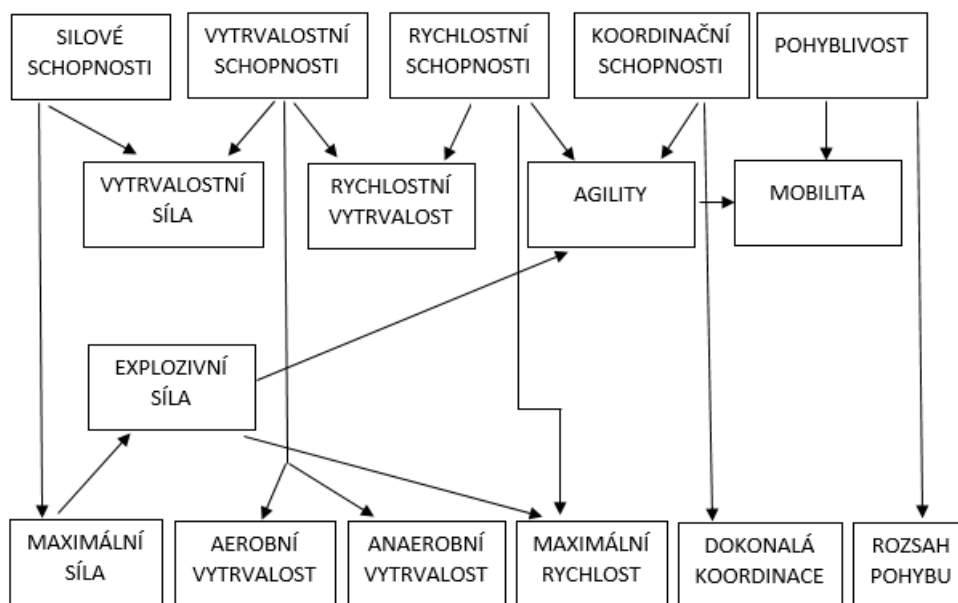 SILOVÉ
SCHOPNOSTI
VYTRVALOSTNÍ
SCHOPNOSTI
RYCHLOSTNÍ
SCHOPNOSTI
KOORDINAČNÍ
SCHOPNOSTI
POHYBLIVOST
VYTRVALOSTNÍ
SÍLA
RYCHLOSTNÍ
VYTRVALOST
AGILITY
MOBILITA
EXPLOZIVNÍ
SÍLA
MAXIMÁLNÍ
SÍLA
AEROBNÍ
VYTRVALOST
ANAEROBNÍ
VYTRVALOST
MAXIMÁLNÍ
RYCHLOST
DOKONALÁ
KOORDINACE
ROZSAH
POHYBU